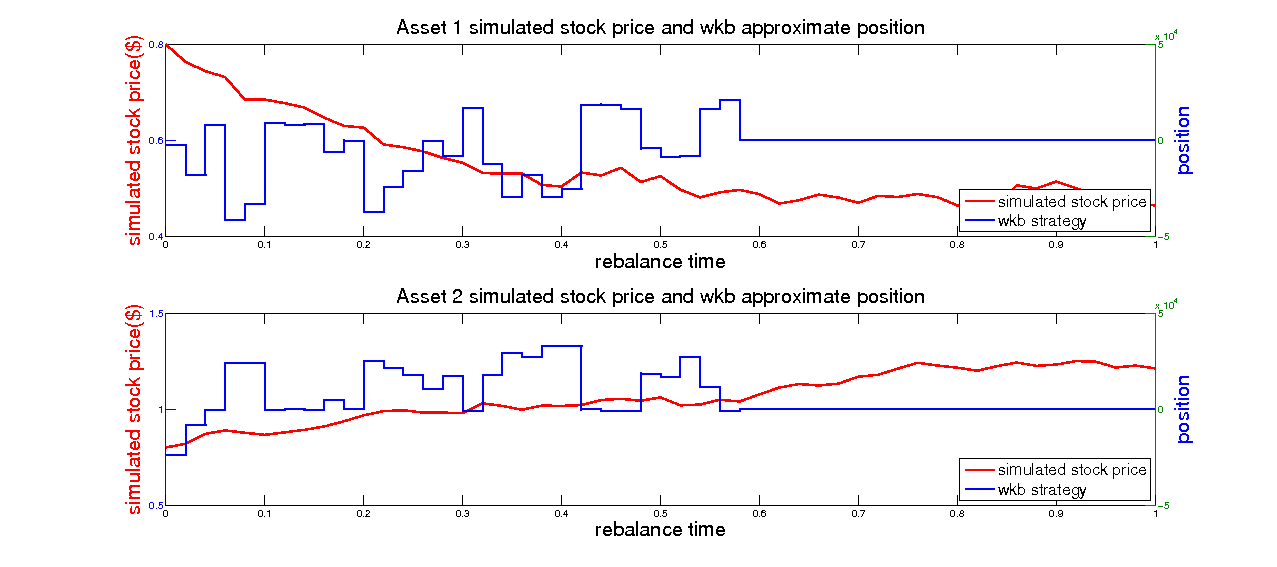 Asset 1 simulated stock price and wkb approximate position
x 10^4
simulated stock price($)
0.8
0.6
0.4
5
0
−5
position
simulated stock price
wkb strategy
0 0.1 0.2 0.3 0.4 0.5 0.6 0.7 0.8 0.9 1
rebalance time
Asset 2 simulated stock price and wkb approximate position
x 10^4
simulated stock price($)
1.5
1
0.5
5
0
−5
position
simulated stock price
wkb strategy
0 0.1 0.2 0.3 0.4 0.5 0.6 0.7 0.8 0.9 1
rebalance time